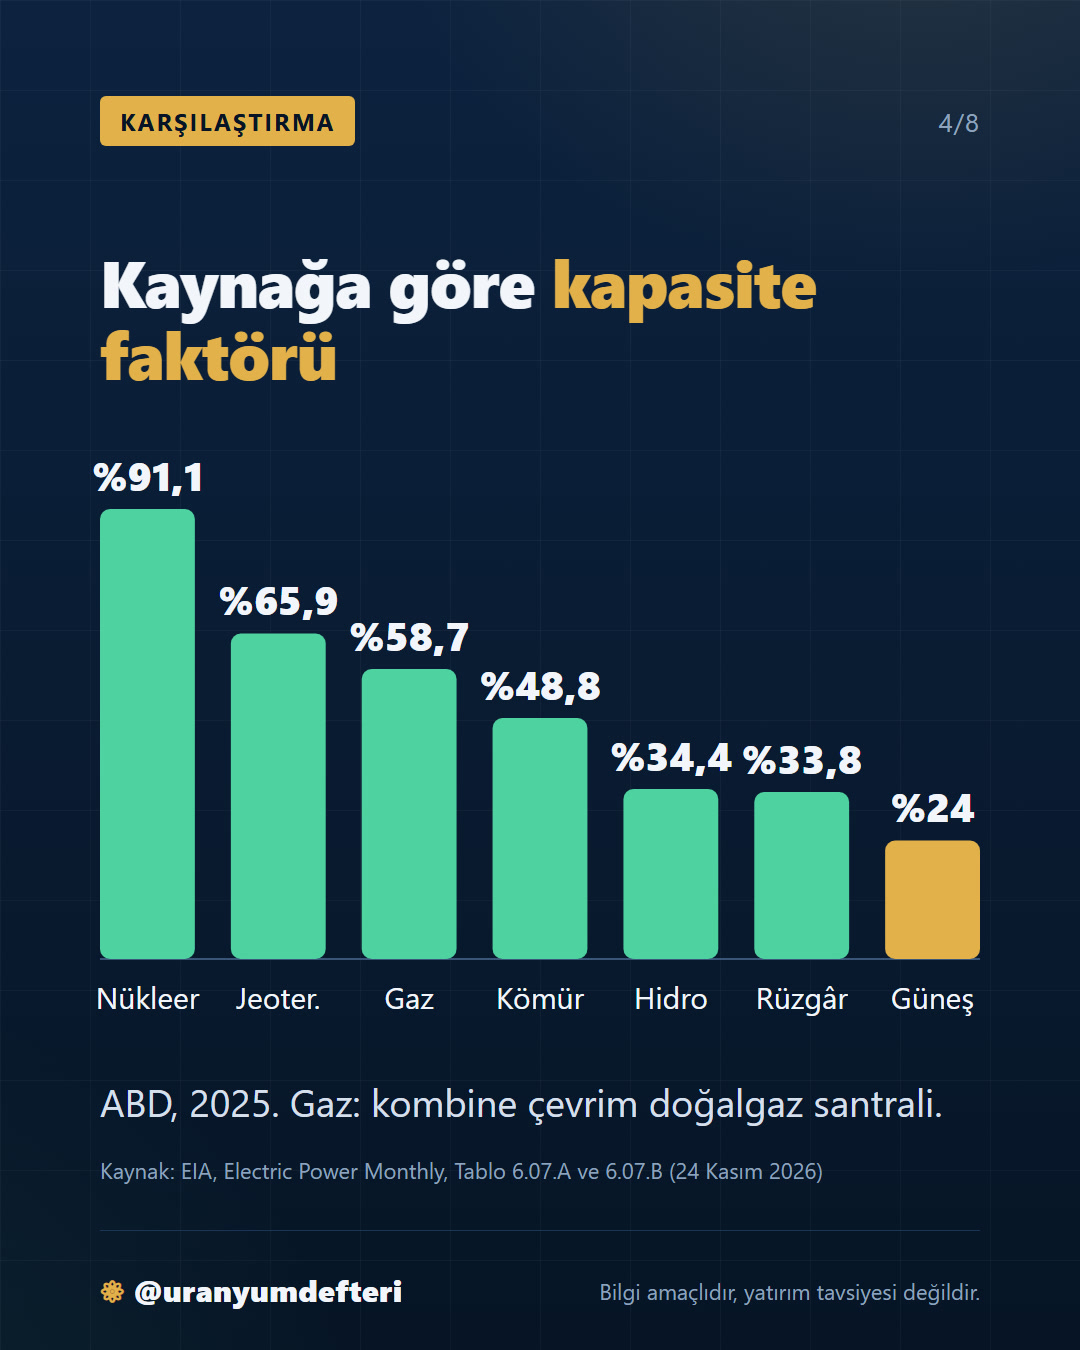 KARŞILAŞTIRMA
4/8
Kaynağa göre kapasite
faktörü
%91,1
%65,9
%58,7
%48,8
%34,4
%33,8
%24
Nükleer
Jeoter.
Gaz
Kömür
Hidro
Rüzgâr
Güneş
ABD, 2025. Gaz: kombine çevrim doğalgaz santrali.
Kaynak: EIA, Electric Power Monthly, Tablo 6.07.A ve 6.07.B (24 Kasım 2026)
@uranyumdefteri
Bilgi amaçlıdır, yatırım tavsiyesi değildir.